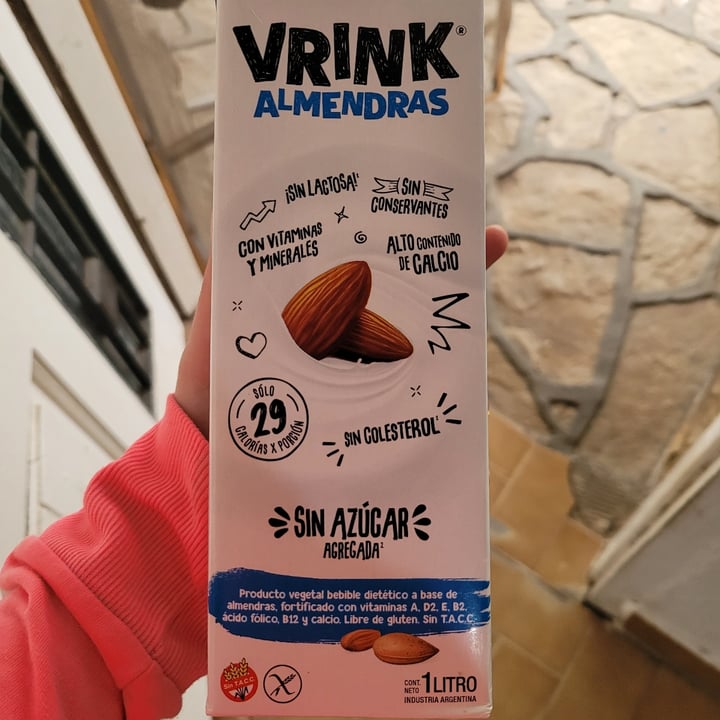 VRINK®
ALMENDRAS
¡SIN LACTOSA!¹
SIN
CONSERVANTES
CON VITAMINAS
Y MINERALES
ALTO CONTENIDO
DE CALCIO
SÓLO
29
CALORÍAS X PORCIÓN
SIN COLESTEROL²
SIN AZÚCAR
AGREGADA²
Producto vegetal bebible dietético a base de
almendras, fortificado con vitaminas A, D2, E, B2,
ácido fólico, B12 y calcio. Libre de gluten. Sin T.A.C.C.
Sin T.A.C.C.
CONT.
NETO
1 LITRO
INDUSTRIA ARGENTINA